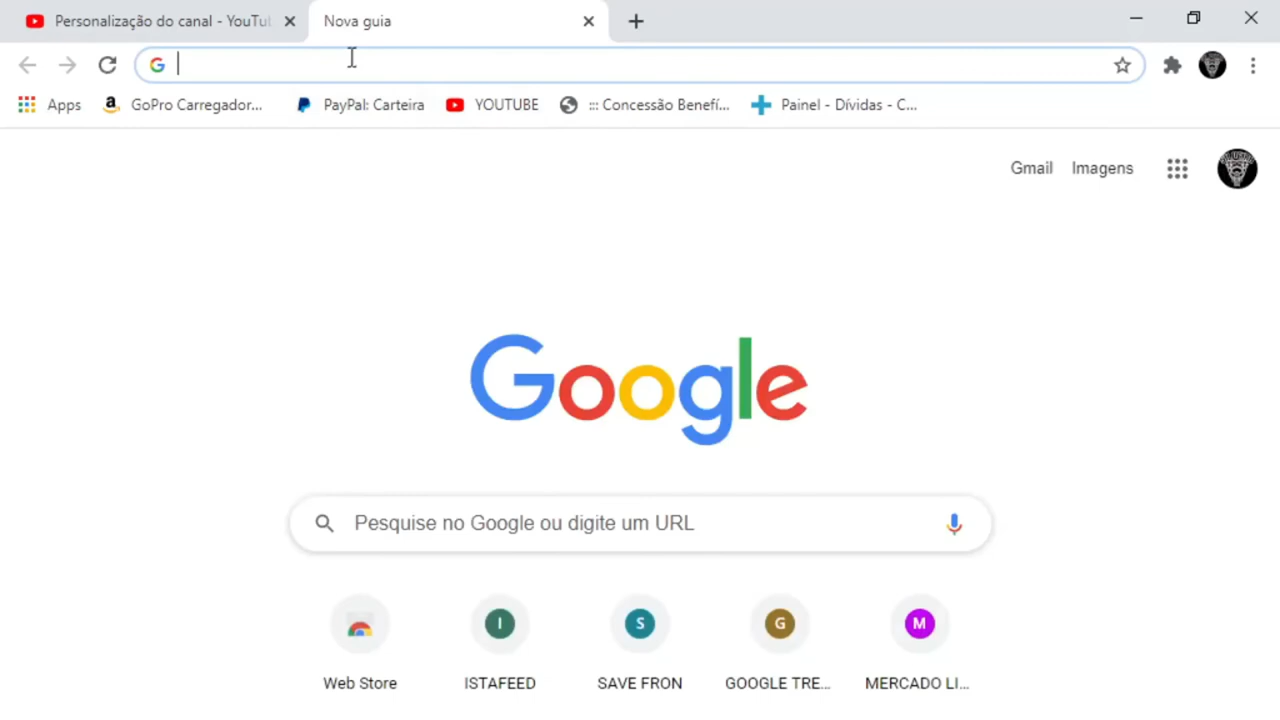 Personalização do canal - YouTu
Nova guia
Apps
GoPro Carregador...
PayPal: Carteira
YOUTUBE
::: Concessão Benefí...
Painel - Dívidas - C...
Gmail
Imagens
Google
Pesquise no Google ou digite um URL
I
S
G
M
Web Store
ISTAFEED
SAVE FRON
GOOGLE TRE...
MERCADO LI...